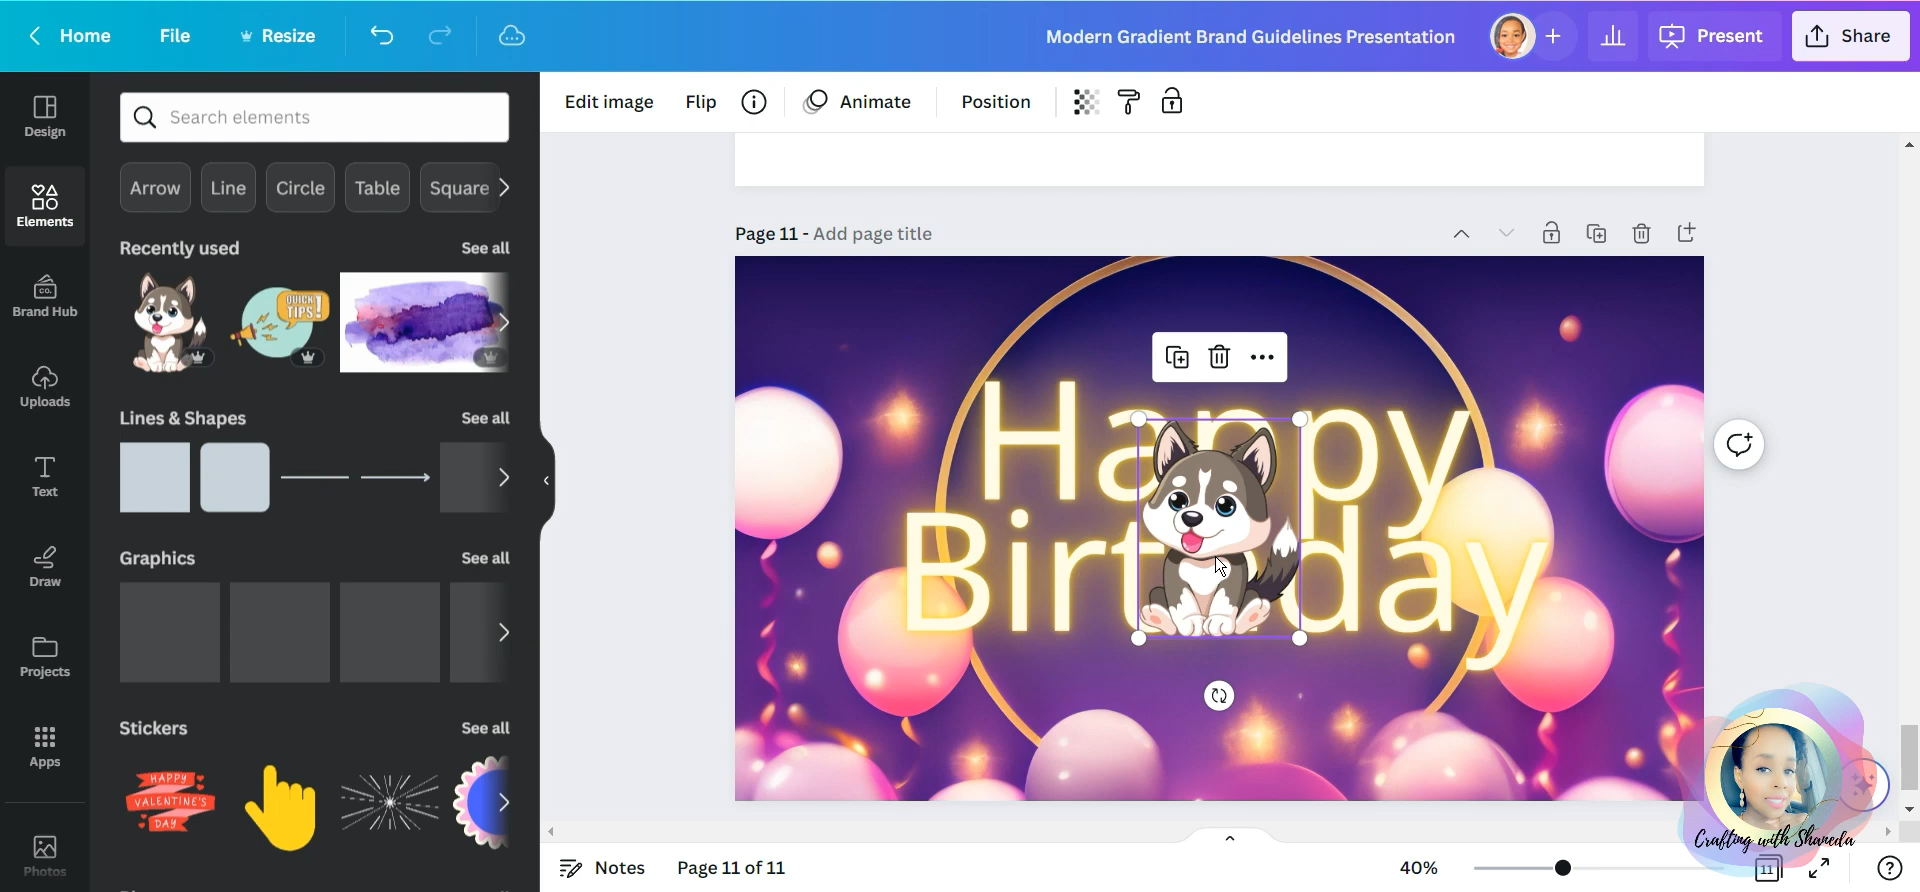 Home File Resize Modern Gradient Brand Guidelines Presentation Present Share
Design
Elements
Brand Hub
CO.
Uploads
Text
Draw
Projects
Apps
Photos
Search elements
Arrow Line Circle Table Square
Recently used See all
QUICK
TIPS!
Lines & Shapes See all
Graphics See all
Stickers See all
HAPPY
VALENTINE'S
DAY
Edit image Flip Animate Position
Page 11 - Add page title
Happy
Birthday
Crafting with Shaneda
Notes Page 11 of 11 40% 11